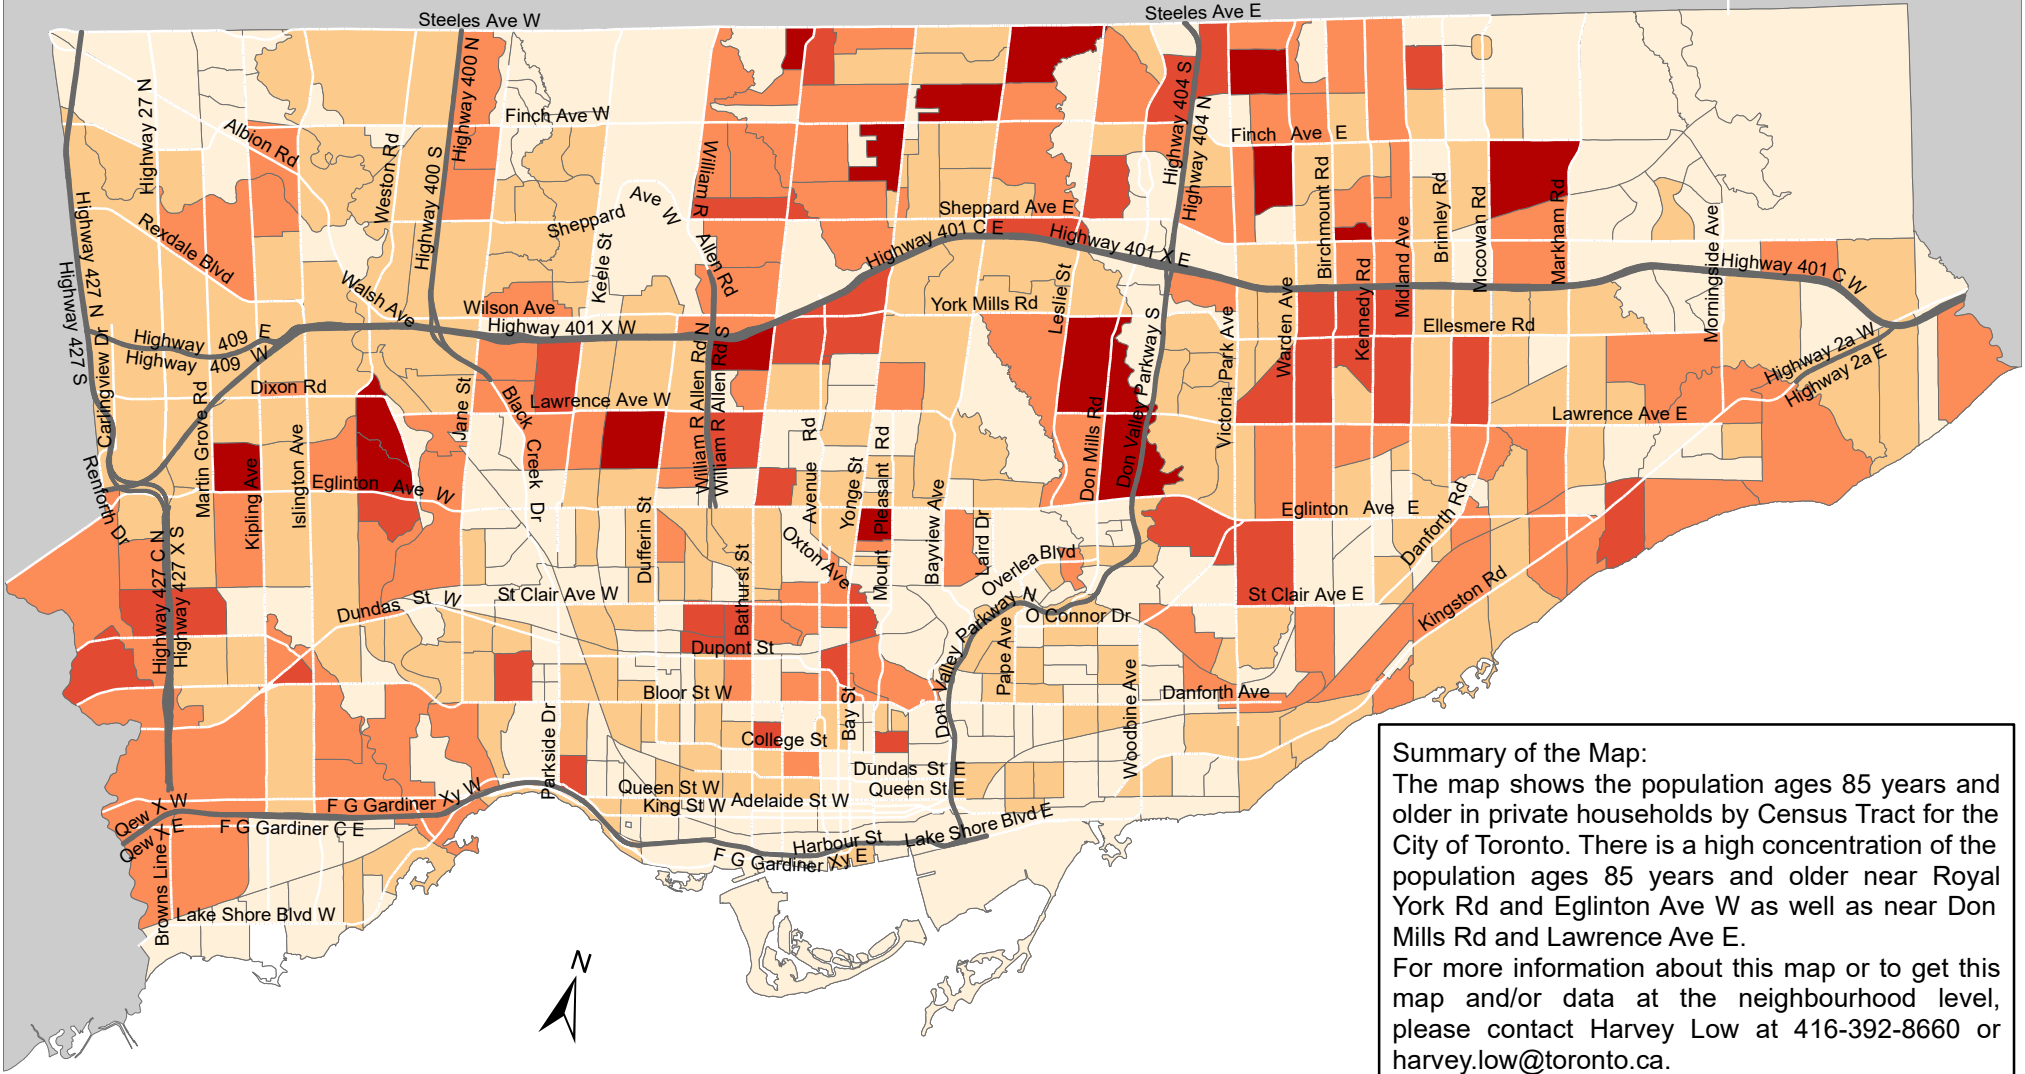 Steeles Ave W
Steeles Ave E
Highway 27 N
Albion Rd
Weston Rd
Highway 400 N
Highway 400 S
Finch Ave W
William R
Allen Rd
Sheppard
Ave W
Keele St
Highway 404 S
Highway 404 N
Finch Ave E
Sheppard Ave E
Highway 401 C E
Highway 401 X E
Birchmount Rd
Kennedy Rd
Midland Ave
Brimley Rd
Mccowan Rd
Markham Rd
Morningside Ave
Highway 401 C W
Highway 427 N
Highway 427 S
Rexdale Blvd
Walsh Ave
Wilson Ave
Highway 401 X W
York Mills Rd
Leslie St
Warden Ave
Victoria Park Ave
Ellesmere Rd
Highway 2a W
Highway 2a E
Highway 409 E
Highway 409 W
Carlingview Dr
Dixon Rd
Martin Grove Rd
Jane St
Black Creek Dr
Lawrence Ave W
William R Allen Rd N
William R Allen Rd S
Don Mills Rd
Don Valley Parkway S
Lawrence Ave E
Renforth Dr
Kipling Ave
Islington Ave
Eglinton Ave W
Dufferin St
Bathurst St
Avenue Rd
Yonge St
Mount Pleasant Rd
Oxton Ave
Bayview Ave
Laird Dr
Overlea Blvd
Eglinton Ave E
Danforth Rd
Kingston Rd
Highway 427 C N
Highway 427 X S
Dundas St W
St Clair Ave W
St Clair Ave E
Don Valley Parkway N
O Connor Dr
Pape Ave
Dupont St
Bloor St W
Bay St
Woodbine Ave
Danforth Ave
Parkside Dr
College St
Dundas St E
Queen St E
Queen St W
King St W
Adelaide St W
Qew X W
Qew X E
F G Gardiner Xy W
F G Gardiner C E
Harbour St
Lake Shore Blvd E
F G Gardiner Xy E
Browns Line
Lake Shore Blvd W
N
Summary of the Map:
The map shows the population ages 85 years and
older in private households by Census Tract for the
City of Toronto. There is a high concentration of the
population ages 85 years and older near Royal
York Rd and Eglinton Ave W as well as near Don
Mills Rd and Lawrence Ave E.
For more information about this map or to get this
map and/or data at the neighbourhood level,
please contact Harvey Low at 416-392-8660 or
harvey.low@toronto.ca.